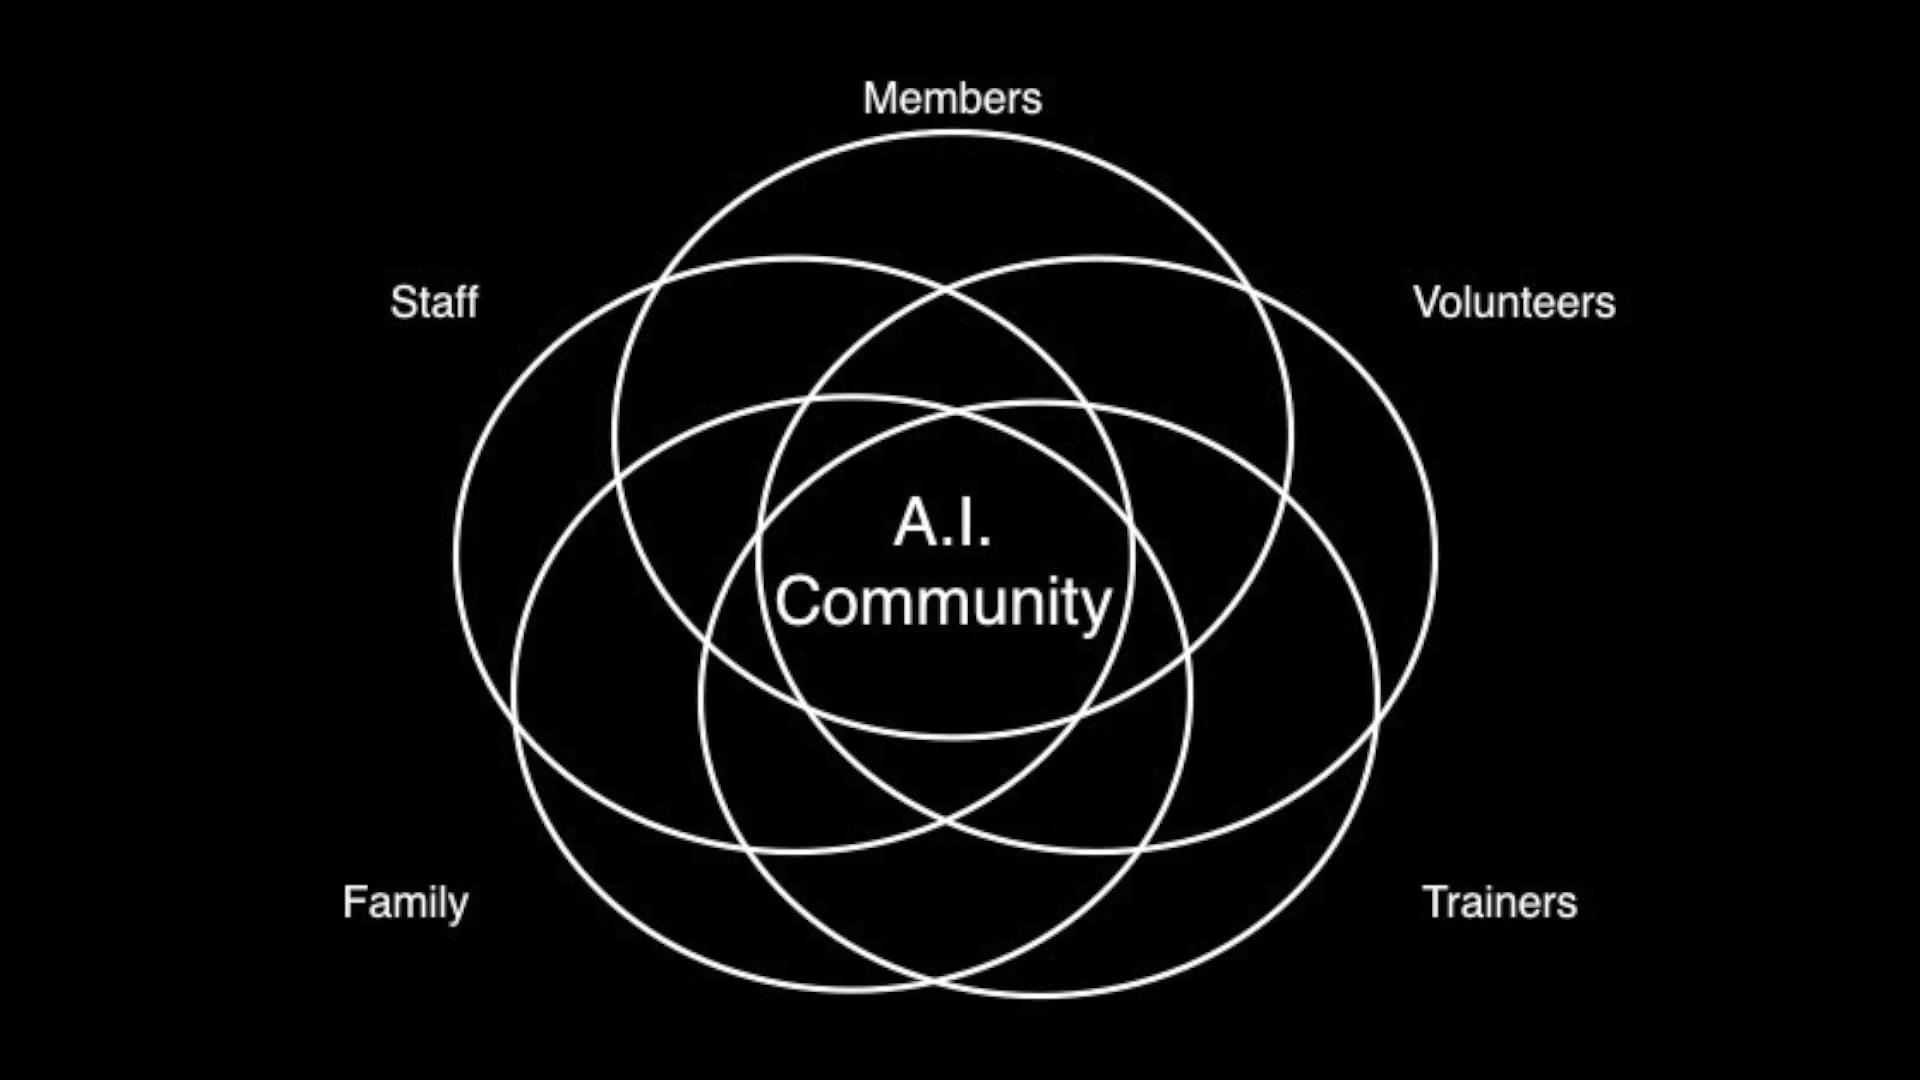 Members
Staff
Volunteers
A.I.
Community
Family
Trainers